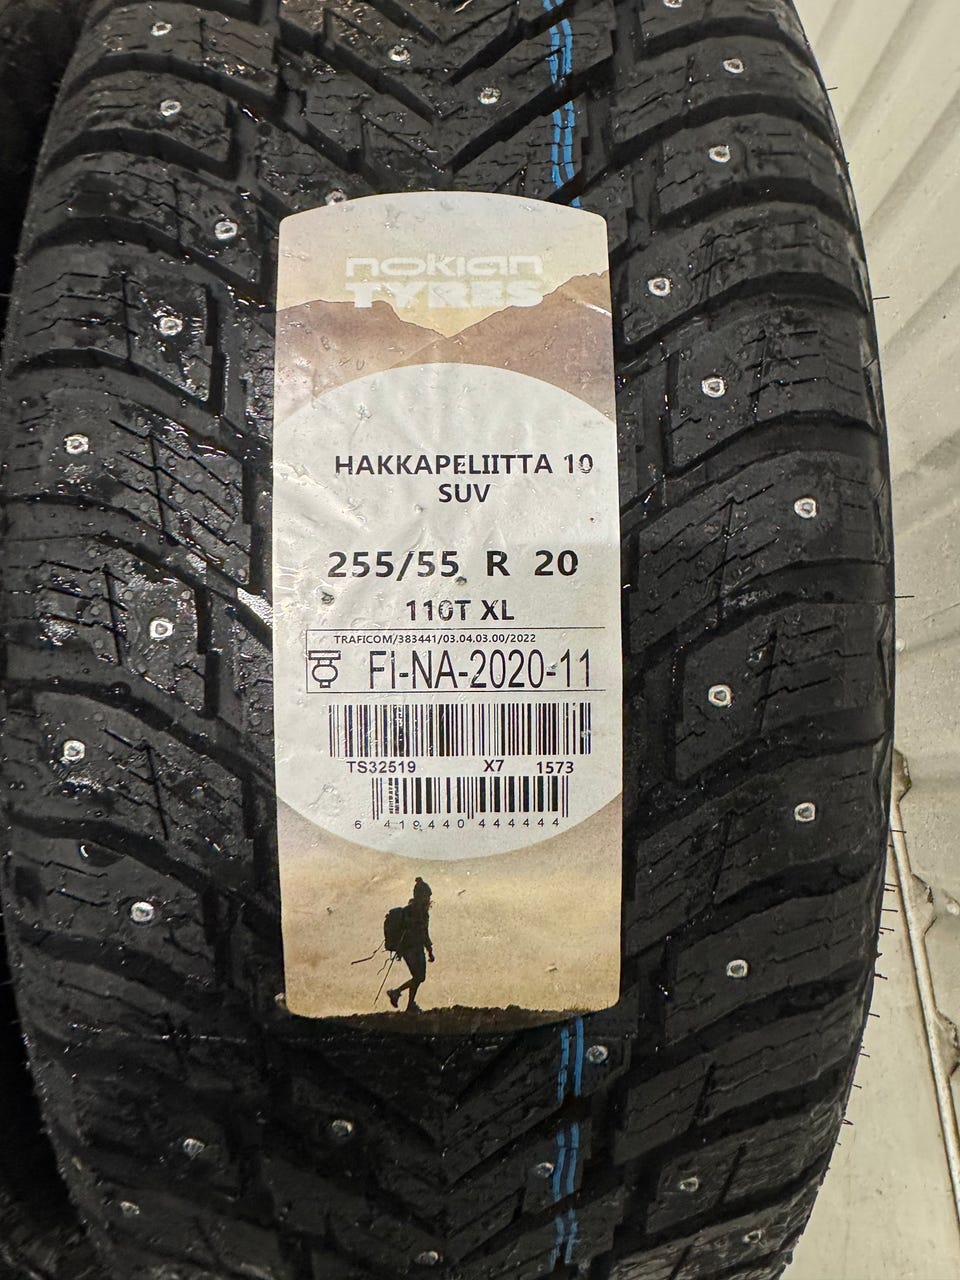 nokian
TYRES
HAKKAPELIITTA 10
SUV
255/55 R 20
110T XL
TRAFICOM/383441/03.04.03.00/2022
FI-NA-2020-11
TS32519 X7 1573
6 419440 444444